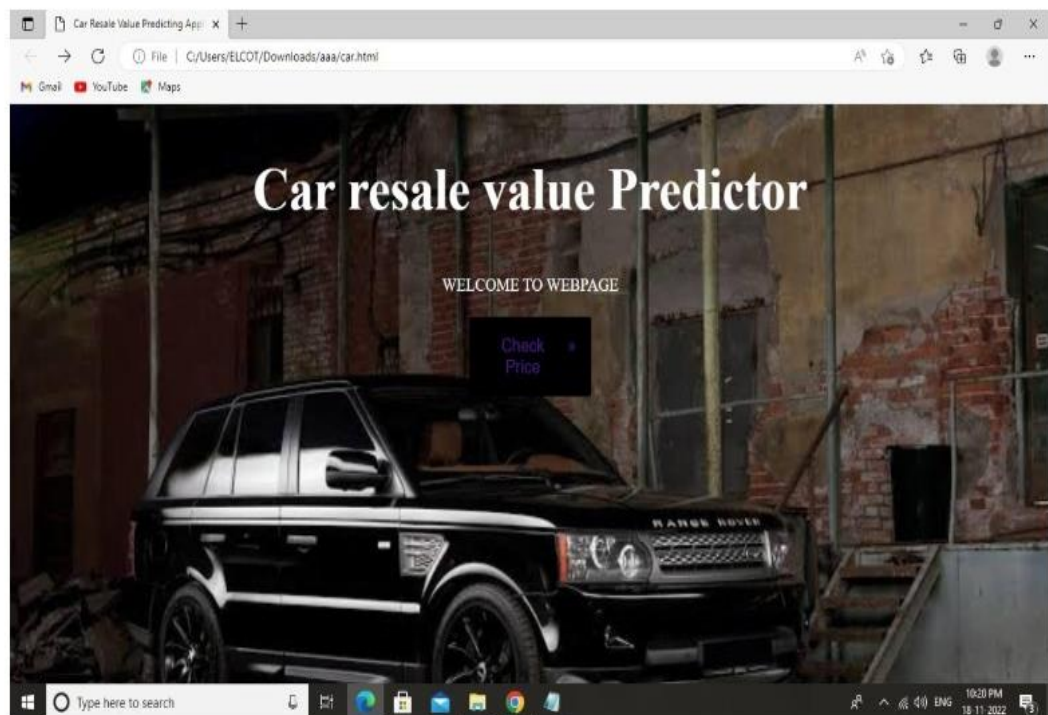 Car Resale Value Predicting App
File | C:/Users/ELCOT/Downloads/aaa/car.html
Gmail YouTube Maps
Car resale value Predictor
WELCOME TO WEBPAGE
Check
Price
RANGE ROVER
Type here to search
ENG
10:20 PM
18-11-2022
3